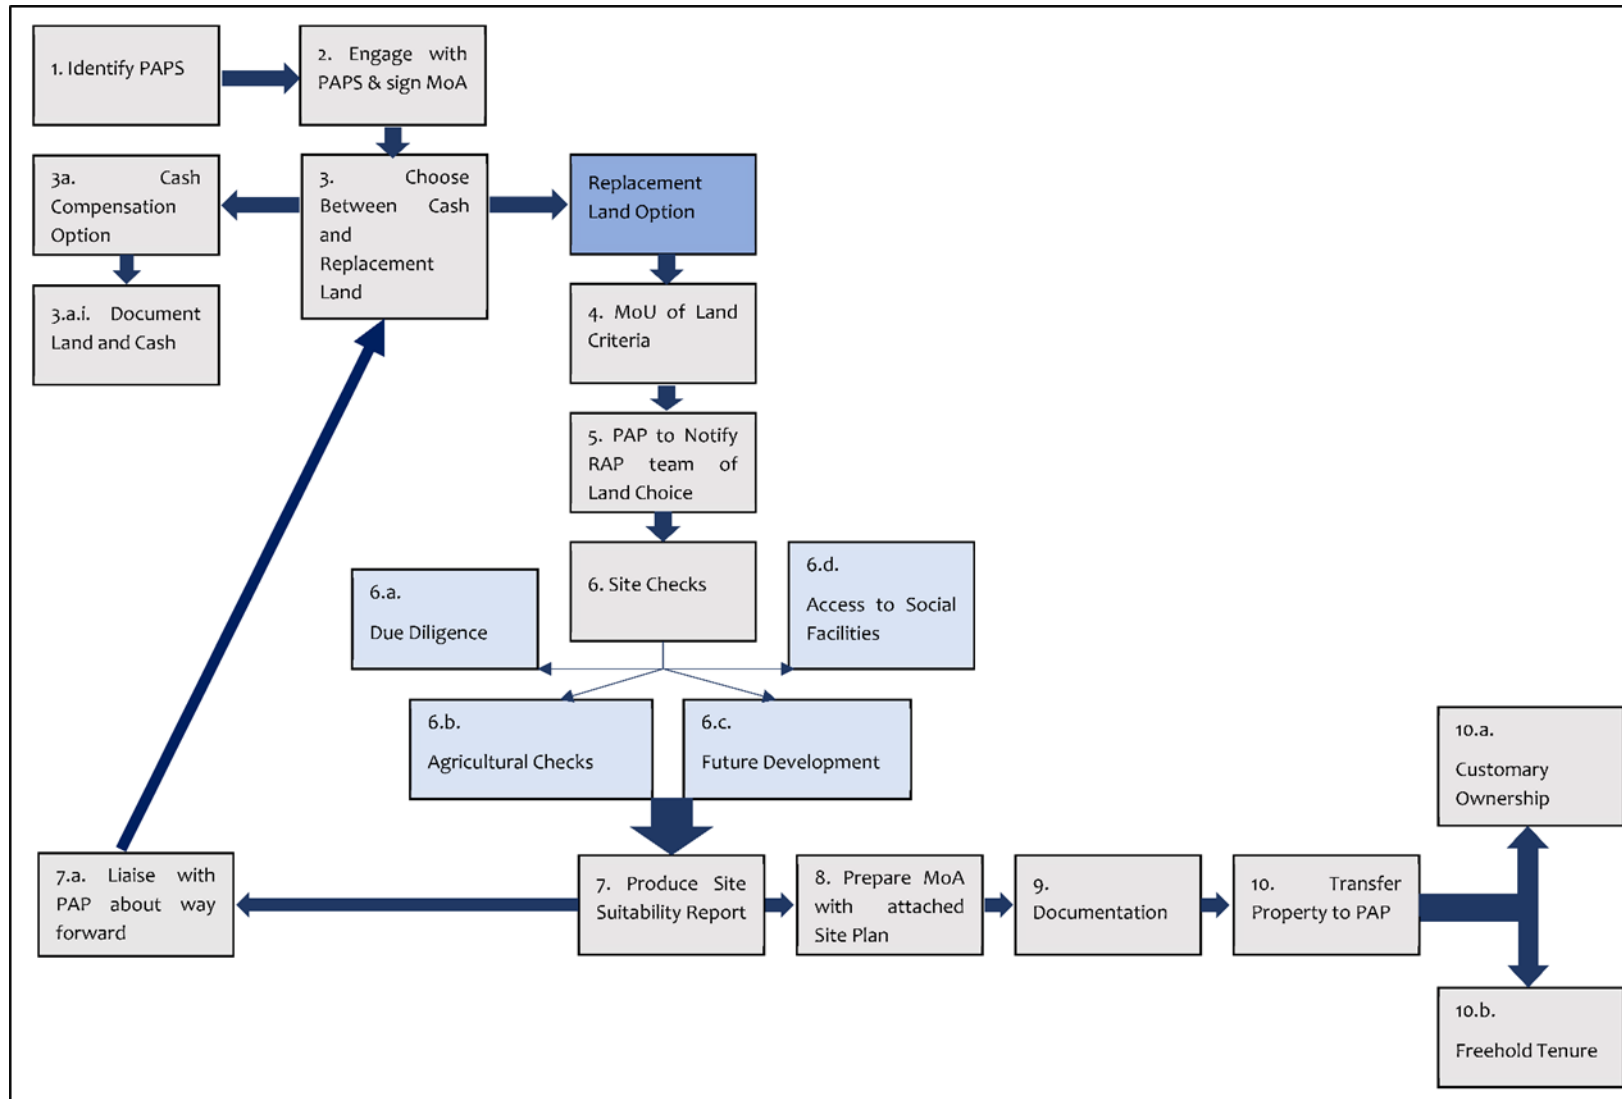 1. Identify PAPS
2. Engage with
PAPS & sign MoA
3a. Cash
Compensation
Option
3. Choose
Between Cash
and
Replacement
Land
Replacement
Land Option
3.a.i. Document
Land and Cash
4. MoU of Land
Criteria
5. PAP to Notify
RAP team of
Land Choice
6. Site Checks
6.a.
Due Diligence
6.d.
Access to Social
Facilities
6.b.
Agricultural Checks
6.c.
Future Development
7.a. Liaise with
PAP about way
forward
7. Produce Site
Suitability Report
8. Prepare MoA
with attached
Site Plan
9.
Documentation
10. Transfer
Property to PAP
10.a.
Customary
Ownership
10.b.
Freehold Tenure